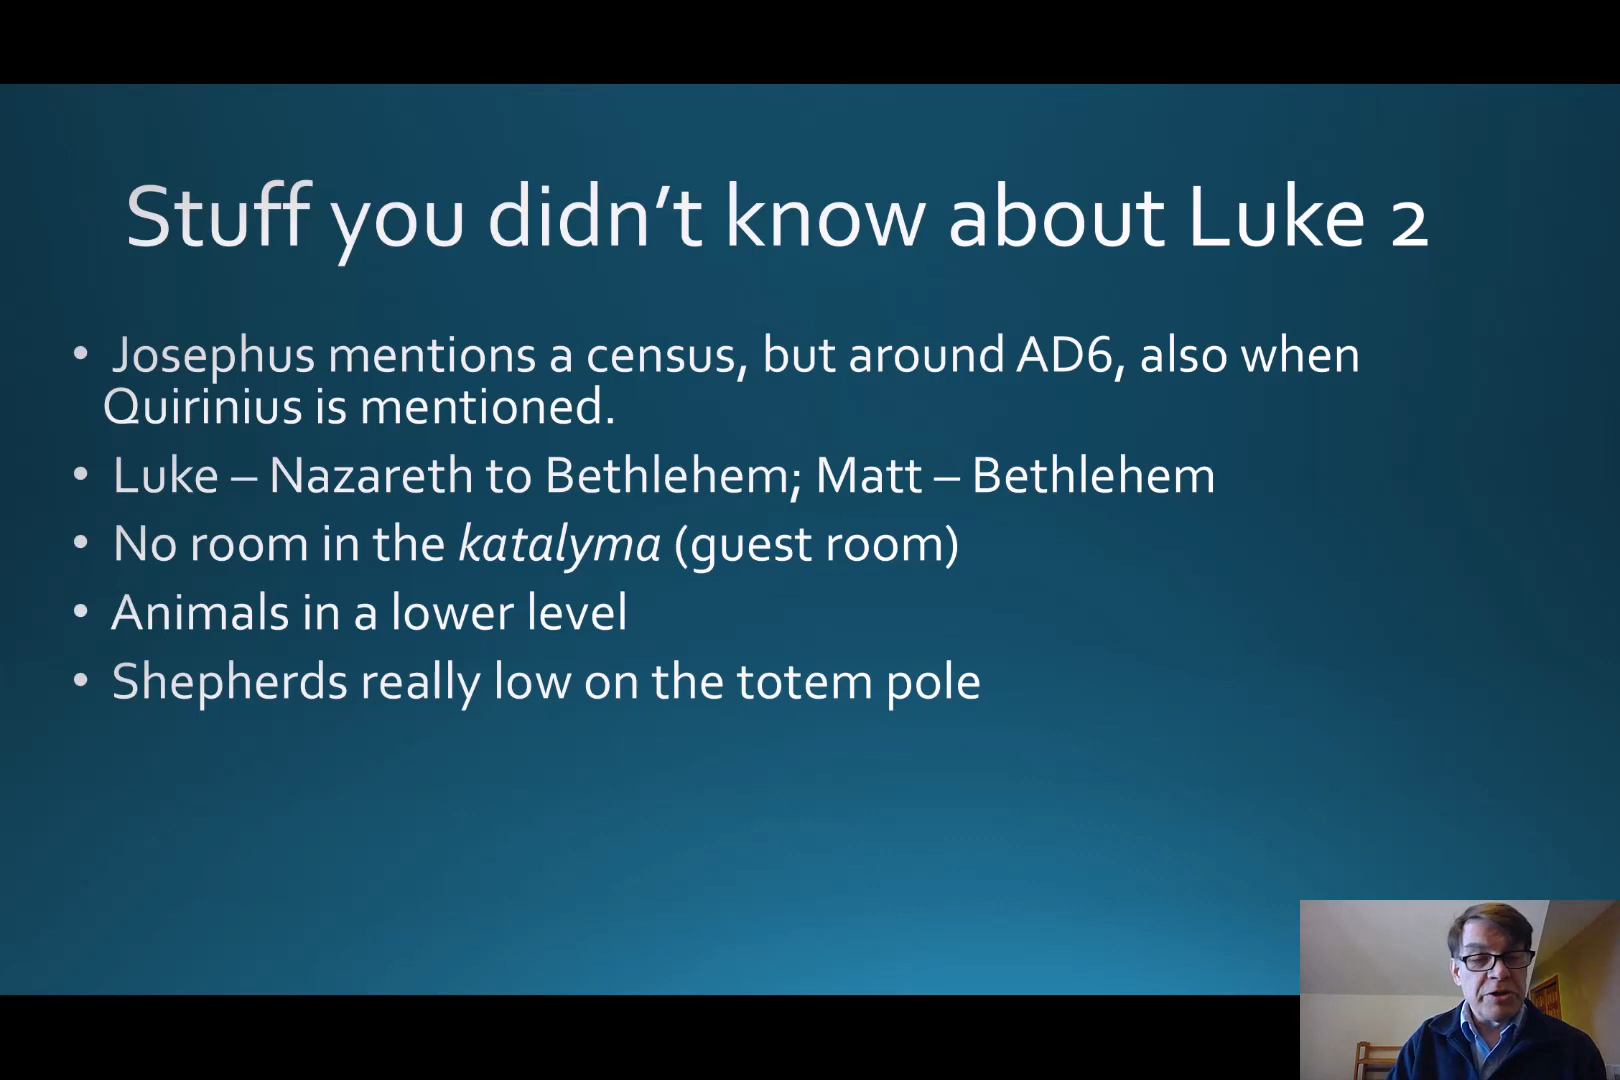 Stuff you didn’t know about Luke 2
• Josephus mentions a census, but around AD6, also when
Quirinius is mentioned.
• Luke – Nazareth to Bethlehem; Matt – Bethlehem
• No room in the katalyma (guest room)
• Animals in a lower level
• Shepherds really low on the totem pole